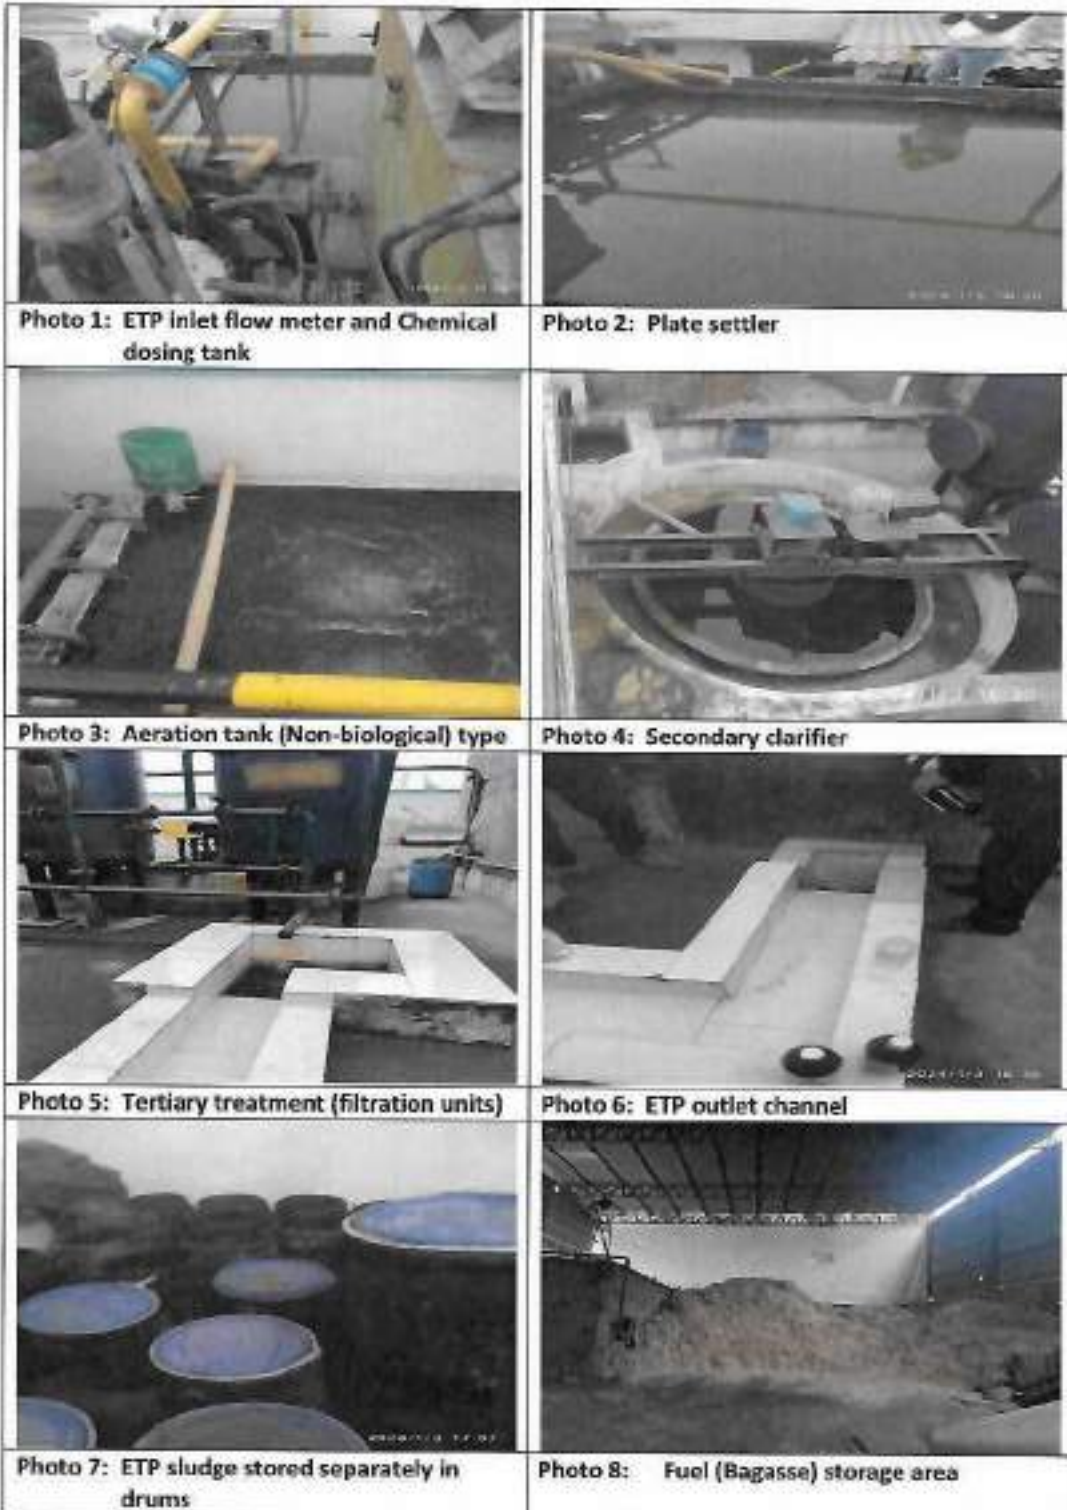 Photo 1: ETP inlet flow meter and Chemical
dosing tank
Photo 2: Plate settler
Photo 3: Aeration tank (Non-biological) type
Photo 4: Secondary clarifier
Photo 5: Tertiary treatment (filtration units)
Photo 6: ETP outlet channel
Photo 7: ETP sludge stored separately in
drums
Photo 8: Fuel (Bagasse) storage area